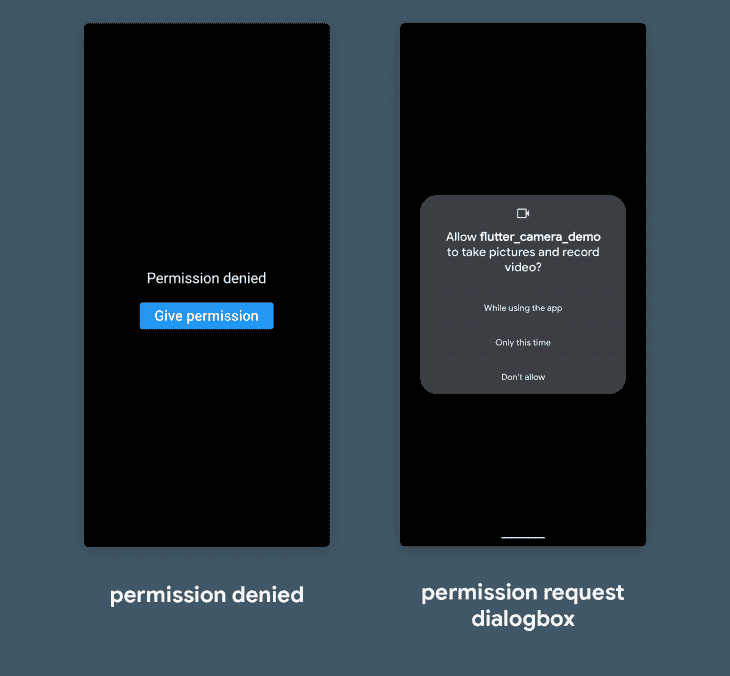 Permission denied
Give permission
permission denied
Allow flutter_camera_demo
to take pictures and record
video?
While using the app
Only this time
Don't allow
permission request
dialogbox